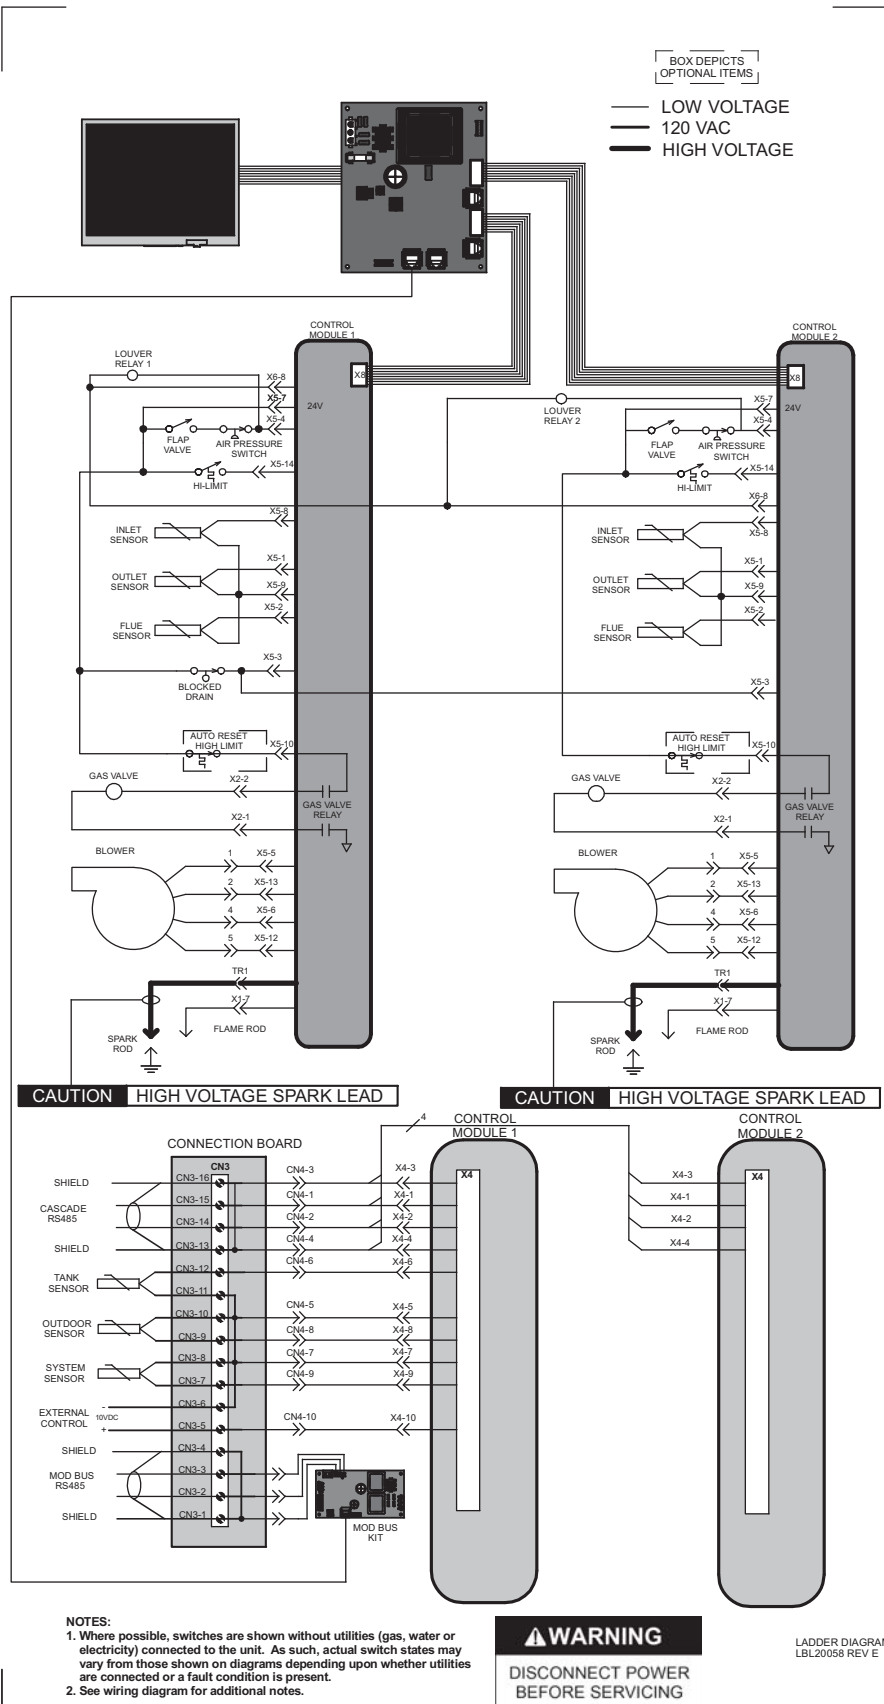 BOX DEPICTS
OPTIONAL ITEMS
LOW VOLTAGE
120 VAC
HIGH VOLTAGE
CONTROL
MODULE 1
LOUVER
RELAY 1
X6-8
X5-7
24V
X5-4
FLAP
VALVE
AIR PRESSURE
SWITCH
X5-14
HI-LIMIT
X8
X5-8
INLET
SENSOR
X5-1
OUTLET
SENSOR
X5-9
X5-2
FLUE
SENSOR
X5-3
BLOCKED
DRAIN
AUTO RESET
HIGH LIMIT
X5-10
GAS VALVE
X2-2
GAS VALVE
RELAY
X2-1
BLOWER
1 X5-5
2 X5-13
4 X5-6
5 X5-12
TR1
X1-7
SPARK
ROD
FLAME ROD
CAUTION HIGH VOLTAGE SPARK LEAD
CONTROL
MODULE 2
X8
LOUVER
RELAY 2
X5-7
24V
X5-4
FLAP
VALVE
AIR PRESSURE
SWITCH
X5-14
HI-LIMIT
X6-8
INLET
SENSOR
X5-8
X5-1
OUTLET
SENSOR
X5-9
X5-2
FLUE
SENSOR
X5-3
AUTO RESET
HIGH LIMIT
X5-10
GAS VALVE
X2-2
GAS VALVE
RELAY
X2-1
BLOWER
1 X5-5
2 X5-13
4 X5-6
5 X5-12
TR1
X1-7
SPARK
ROD
FLAME ROD
CAUTION HIGH VOLTAGE SPARK LEAD
CONNECTION BOARD
4
CONTROL
MODULE 1
CONTROL
MODULE 2
CN3
X4
X4
SHIELD CN3-16 CN4-3 X4-3 X4-3
CASCADE
RS485
CN3-15 CN4-1 X4-1 X4-1
CN3-14 CN4-2 X4-2 X4-2
SHIELD CN3-13 CN4-4 X4-4 X4-4
TANK
SENSOR
CN3-12 CN4-6 X4-6
CN3-11
OUTDOOR
SENSOR
CN3-10 CN4-5 X4-5
CN3-9 CN4-8 X4-8
SYSTEM
SENSOR
CN3-8 CN4-7 X4-7
CN3-7 CN4-9 X4-9
EXTERNAL
CONTROL
- 10VDC +
CN3-6
CN3-5 CN4-10 X4-10
SHIELD CN3-4
MOD BUS
RS485
CN3-3
CN3-2
SHIELD CN3-1
MOD BUS
KIT
NOTES:
1. Where possible, switches are shown without utilities (gas, water or
electricity) connected to the unit. As such, actual switch states may
vary from those shown on diagrams depending upon whether utilities
are connected or a fault condition is present.
2. See wiring diagram for additional notes.
WARNING
DISCONNECT POWER
BEFORE SERVICING
LADDER DIAGRAM
LBL20058 REV E